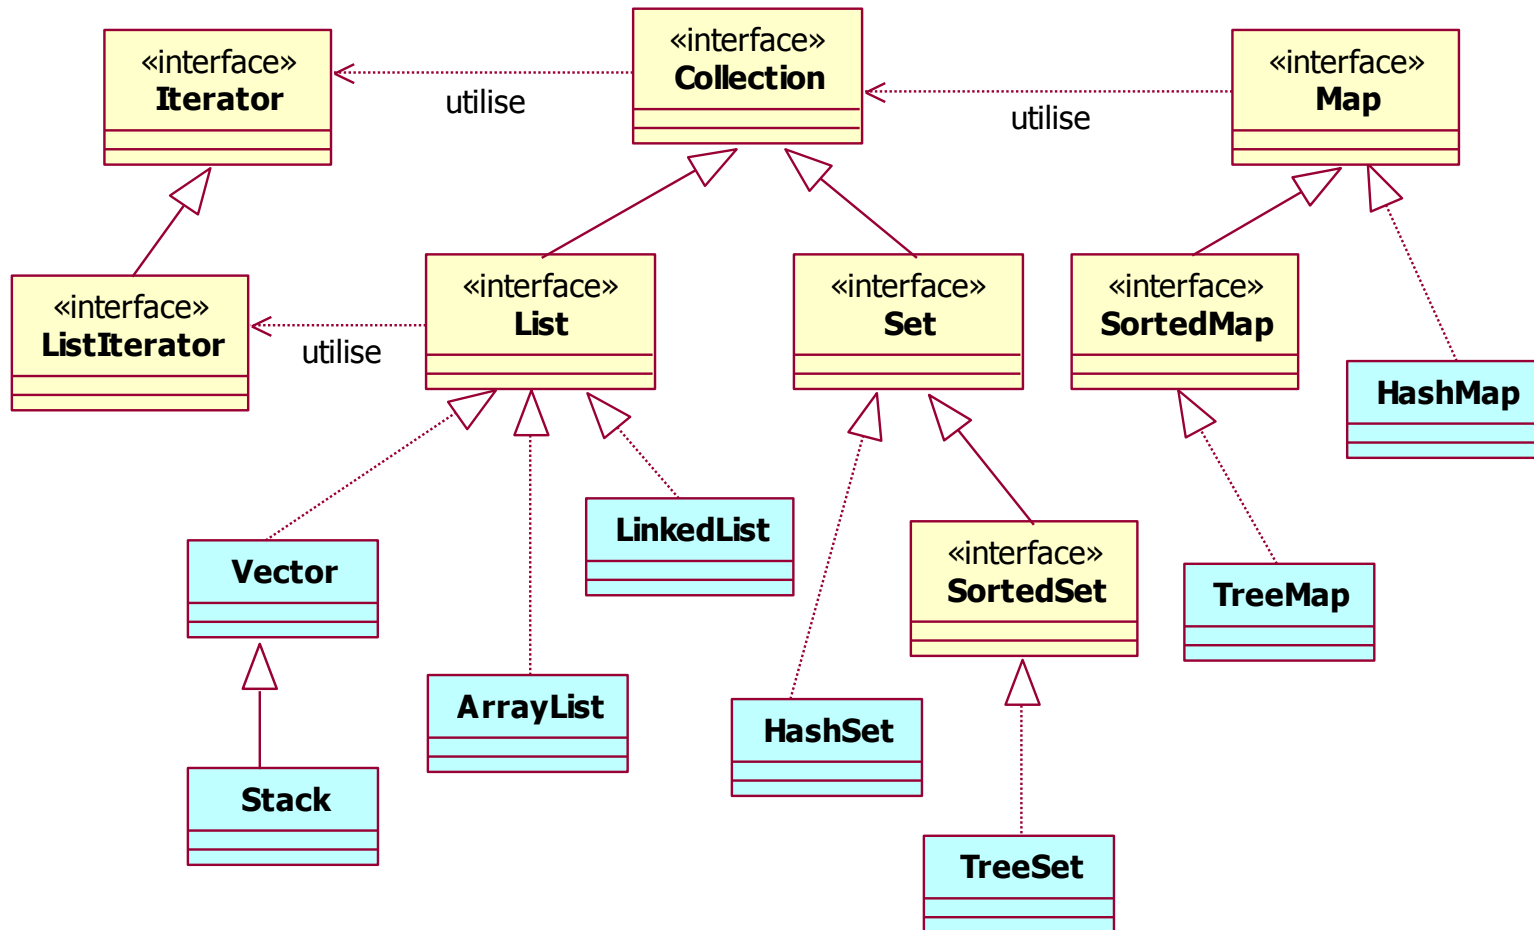 «interface»
Iterator
utilise
«interface»
Collection
utilise
«interface»
Map
«interface»
ListIterator
utilise
«interface»
List
«interface»
Set
«interface»
SortedMap
HashMap
Vector
LinkedList
«interface»
SortedSet
TreeMap
ArrayList
HashSet
Stack
TreeSet